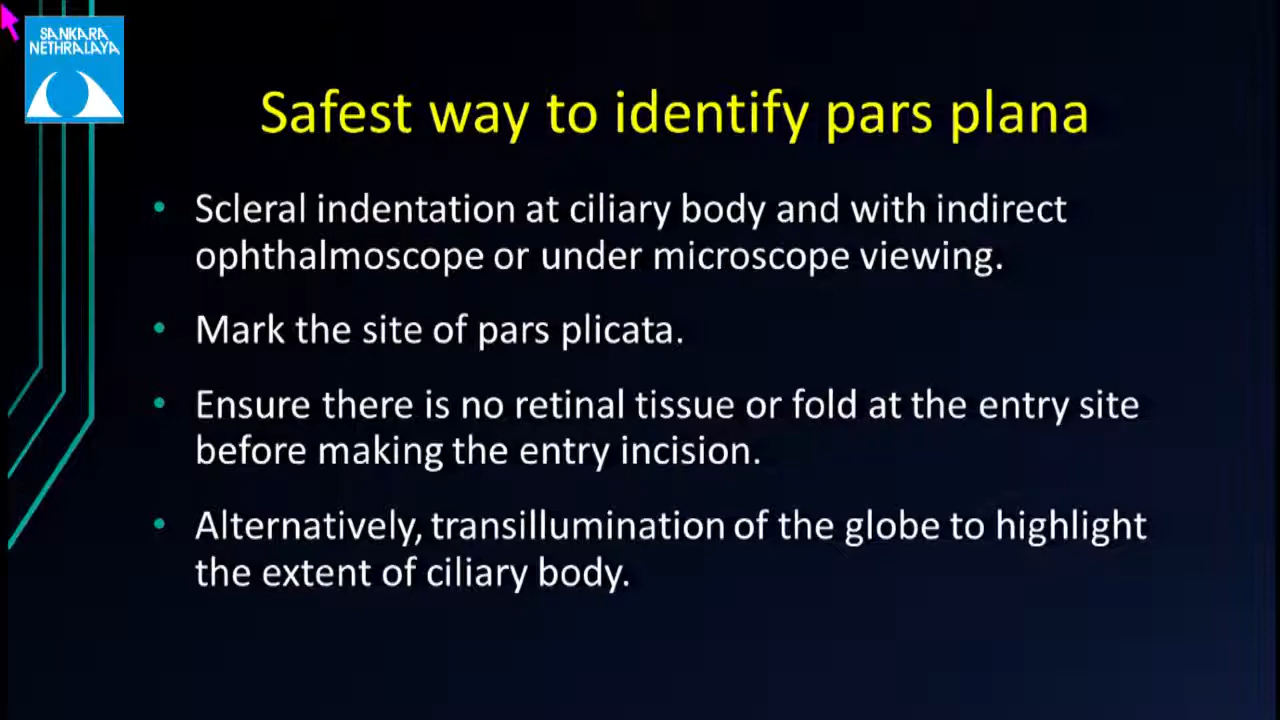 SANKARA
NETHRALAYA
Safest way to identify pars plana
• Scleral indentation at ciliary body and with indirect
ophthalmoscope or under microscope viewing.
• Mark the site of pars plicata.
• Ensure there is no retinal tissue or fold at the entry site
before making the entry incision.
• Alternatively, transillumination of the globe to highlight
the extent of ciliary body.